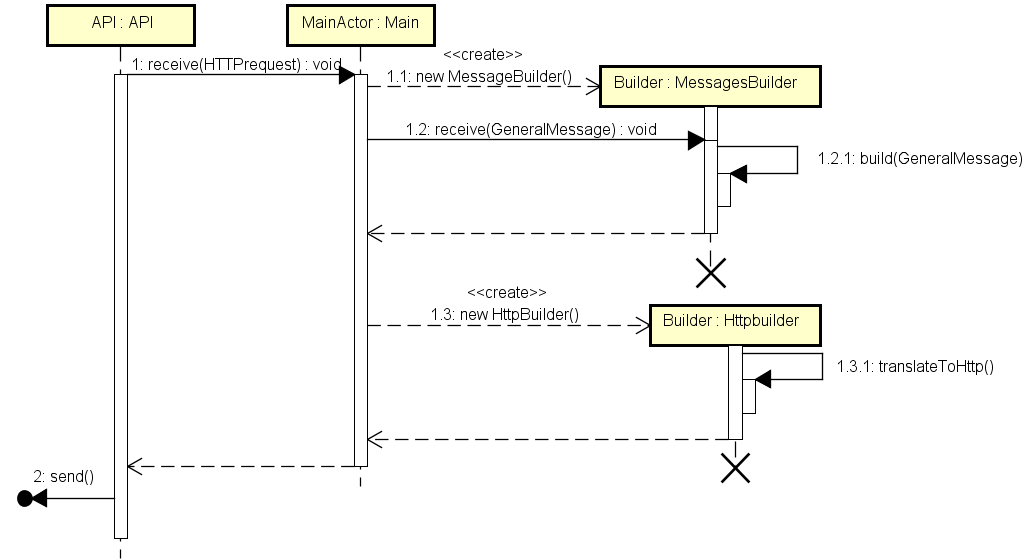 API : API
MainActor : Main
<<create>>
1: receive(HTTPrequest) : void
1.1: new MessageBuilder()
Builder : MessagesBuilder
1.2: receive(GeneralMessage) : void
1.2.1: build(GeneralMessage)
<<create>>
1.3: new HttpBuilder()
Builder : Httpbuilder
1.3.1: translateToHttp()
2: send()